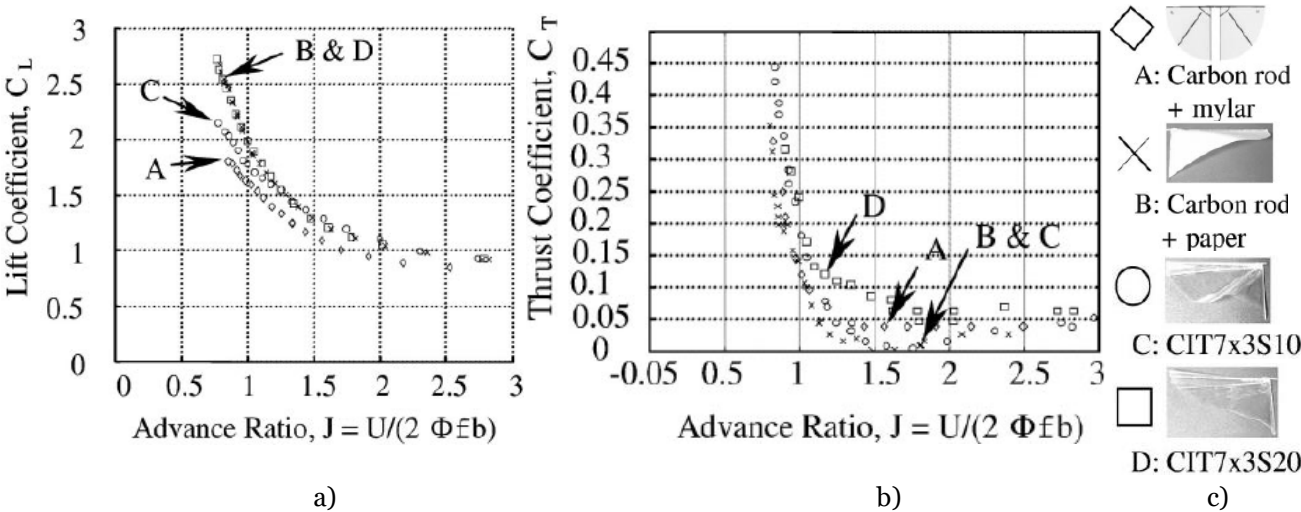 Lift Coefficient, C L
3
2.5
2
1.5
1
0.5
0
0 0.5 1 1.5 2 2.5 3
B & D
C
A
Advance Ratio, J = U/(2 Φfb)
a)
Thrust Coefficient, C T
0.45
0.4
0.35
0.3
0.25
0.2
0.15
0.1
0.05
0
-0.05 0.5 1 1.5 2 2.5 3
D
A
B & C
Advance Ratio, J = U/(2 Φfb)
b)
A: Carbon rod
+ mylar
B: Carbon rod
+ paper
C: CIT7x3S10
D: CIT7x3S20
c)